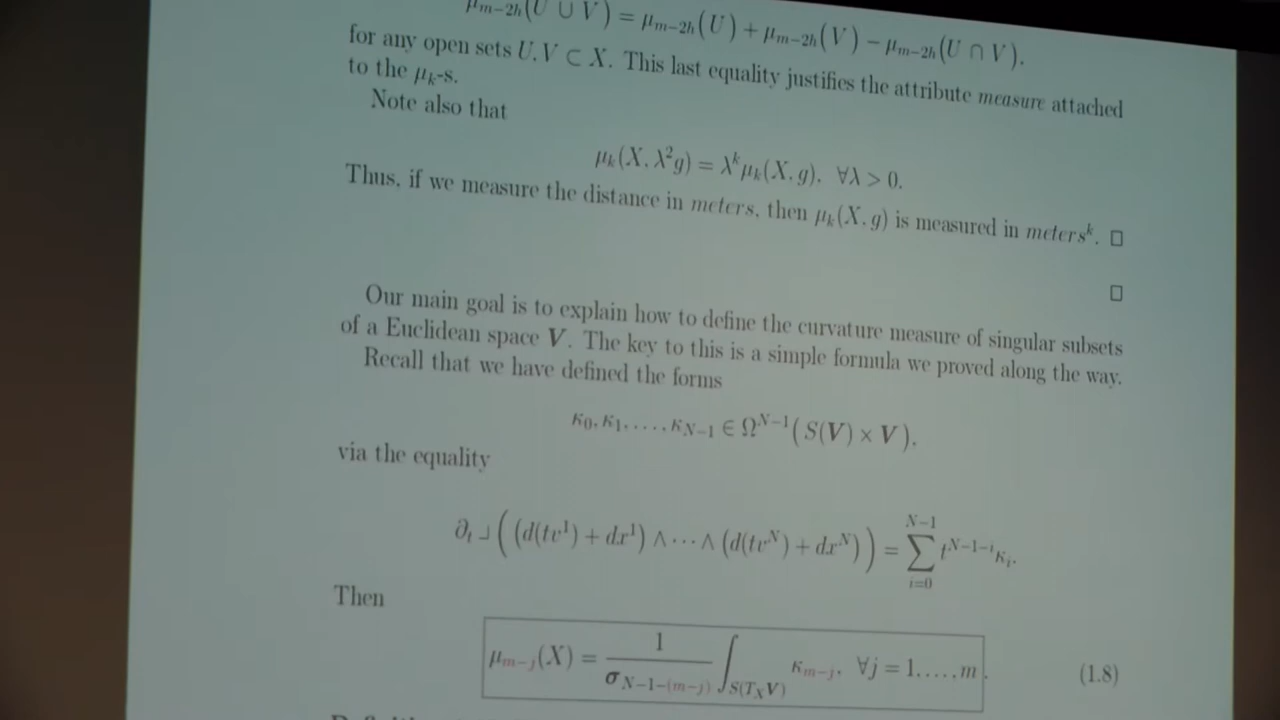 μ_{m−2h}(U ∪ V) = μ_{m−2h}(U) + μ_{m−2h}(V) − μ_{m−2h}(U ∩ V).
for any open sets U, V ⊂ X. This last equality justifies the attribute measure attached
to the μ_k-s.
Note also that
μ_k(X, λ²g) = λ^k μ_k(X, g), ∀λ > 0.
Thus, if we measure the distance in meters, then μ_k(X, g) is measured in meters^k. □
□
Our main goal is to explain how to define the curvature measure of singular subsets
of a Euclidean space V. The key to this is a simple formula we proved along the way.
Recall that we have defined the forms
κ_0, κ_1, . . . , κ_{N−1} ∈ Ω^{N−1}( S(V) × V ),
via the equality
∂_t ⌟ ( (d(tv^1) + dx^1) ∧ ··· ∧ (d(tv^N) + dx^N) ) = ∑_{i=0}^{N−1} t^{N−1−i} κ_i.
Then
μ_{m−j}(X) = \frac{1}{σ_{N−1−(m−j)}} ∫_{S(T_X V)} κ_{m−j}, ∀j = 1, . . . , m. (1.8)